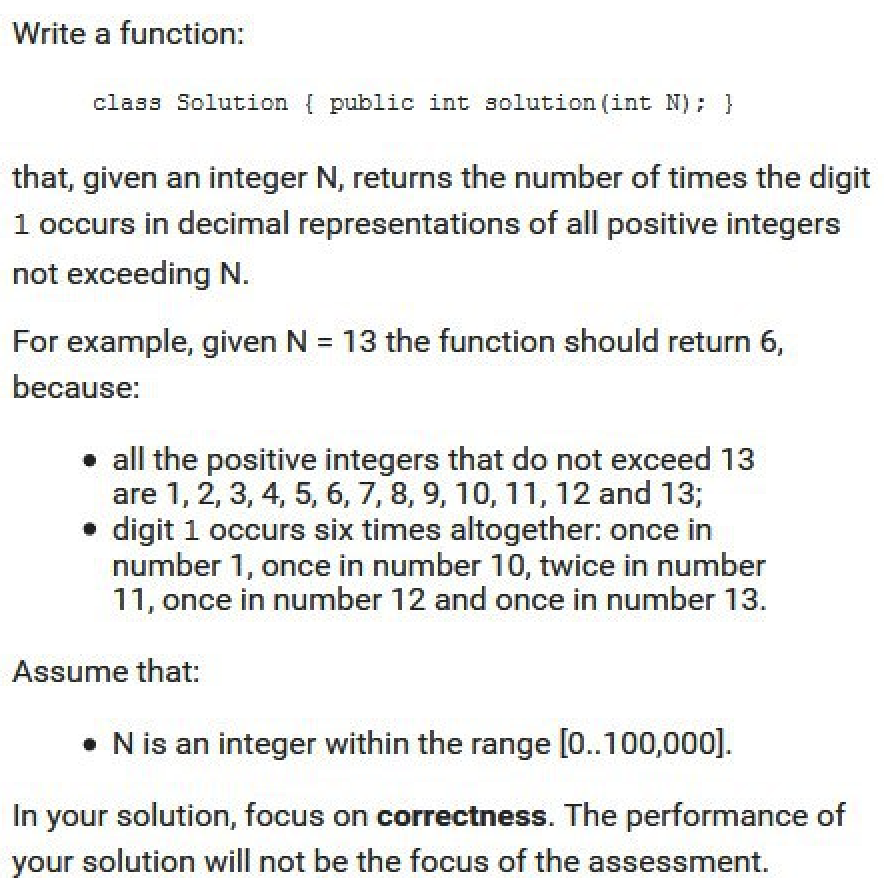 Write a function:
class Solution { public int solution(int N); }
that, given an integer N, returns the number of times the digit
1 occurs in decimal representations of all positive integers
not exceeding N.
For example, given N = 13 the function should return 6,
because:
• all the positive integers that do not exceed 13
are 1, 2, 3, 4, 5, 6, 7, 8, 9, 10, 11, 12 and 13;
• digit 1 occurs six times altogether: once in
number 1, once in number 10, twice in number
11, once in number 12 and once in number 13.
Assume that:
• N is an integer within the range [0..100,000].
In your solution, focus on correctness. The performance of
your solution will not be the focus of the assessment.